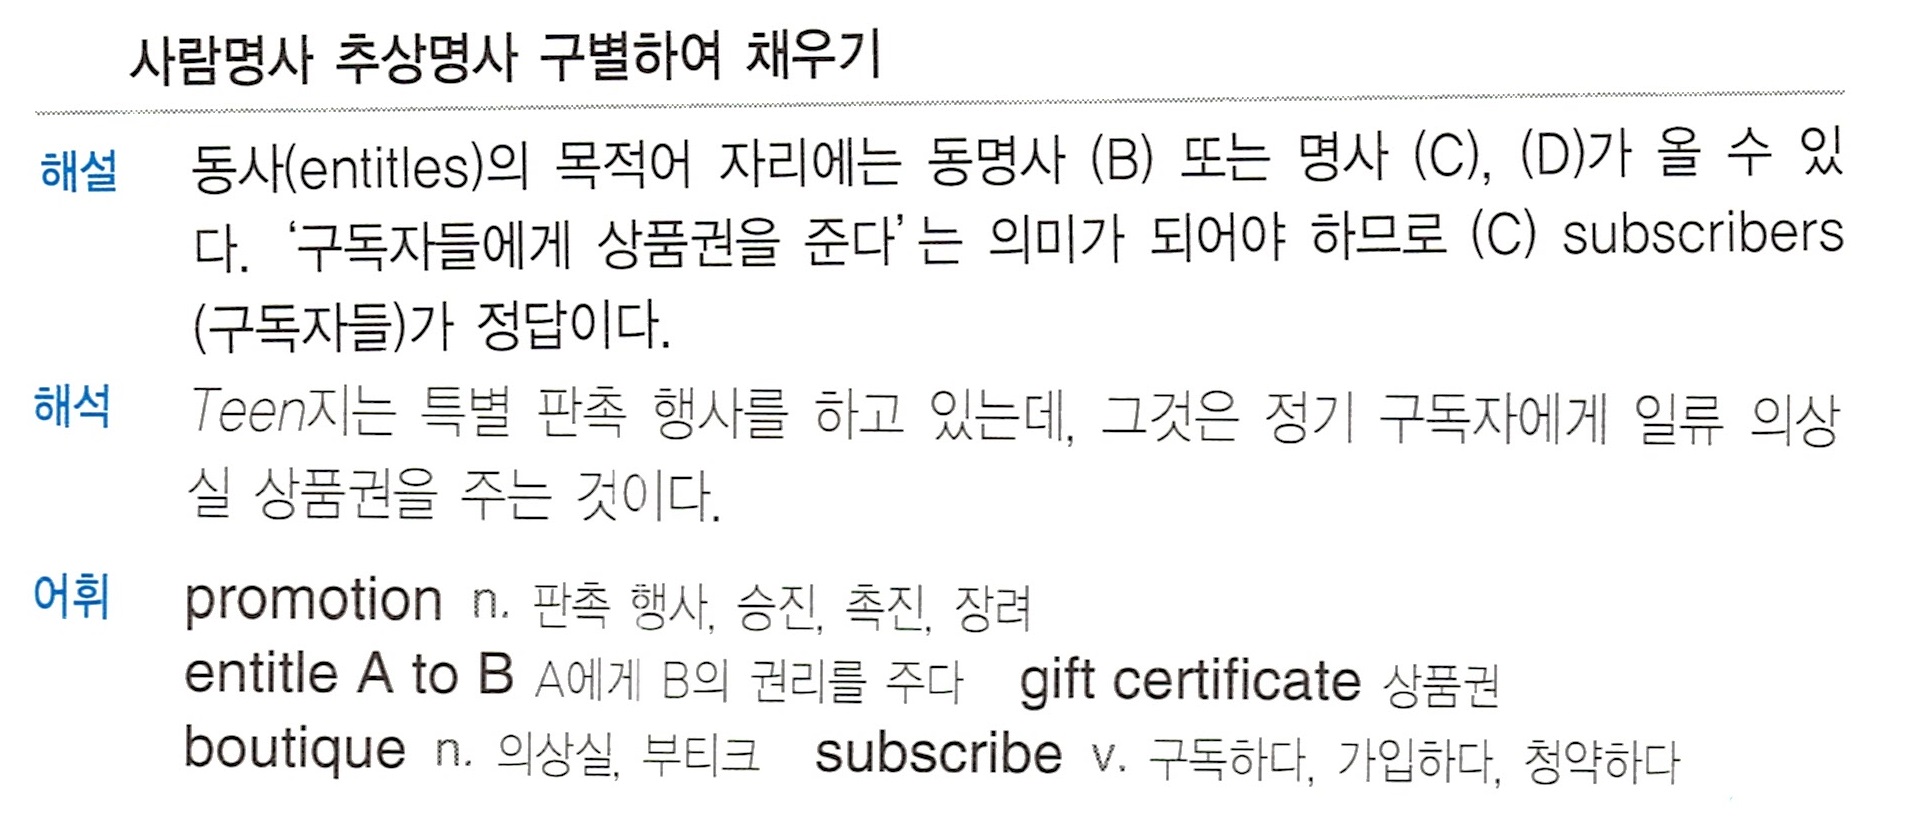 사람명사 추상명사 구별하여 채우기
해설 동사(entitles)의 목적어 자리에는 동명사 (B) 또는 명사 (C), (D)가 올 수 있
다. ‘구독자들에게 상품권을 준다’는 의미가 되어야 하므로 (C) subscribers
(구독자들)가 정답이다.
해석 Teen지는 특별 판촉 행사를 하고 있는데, 그것은 정기 구독자에게 일류 의상
실 상품권을 주는 것이다.
어휘 promotion n. 판촉 행사, 승진, 촉진, 장려
entitle A to B A에게 B의 권리를 주다 gift certificate 상품권
boutique n. 의상실, 부티크 subscribe v. 구독하다, 가입하다, 청약하다